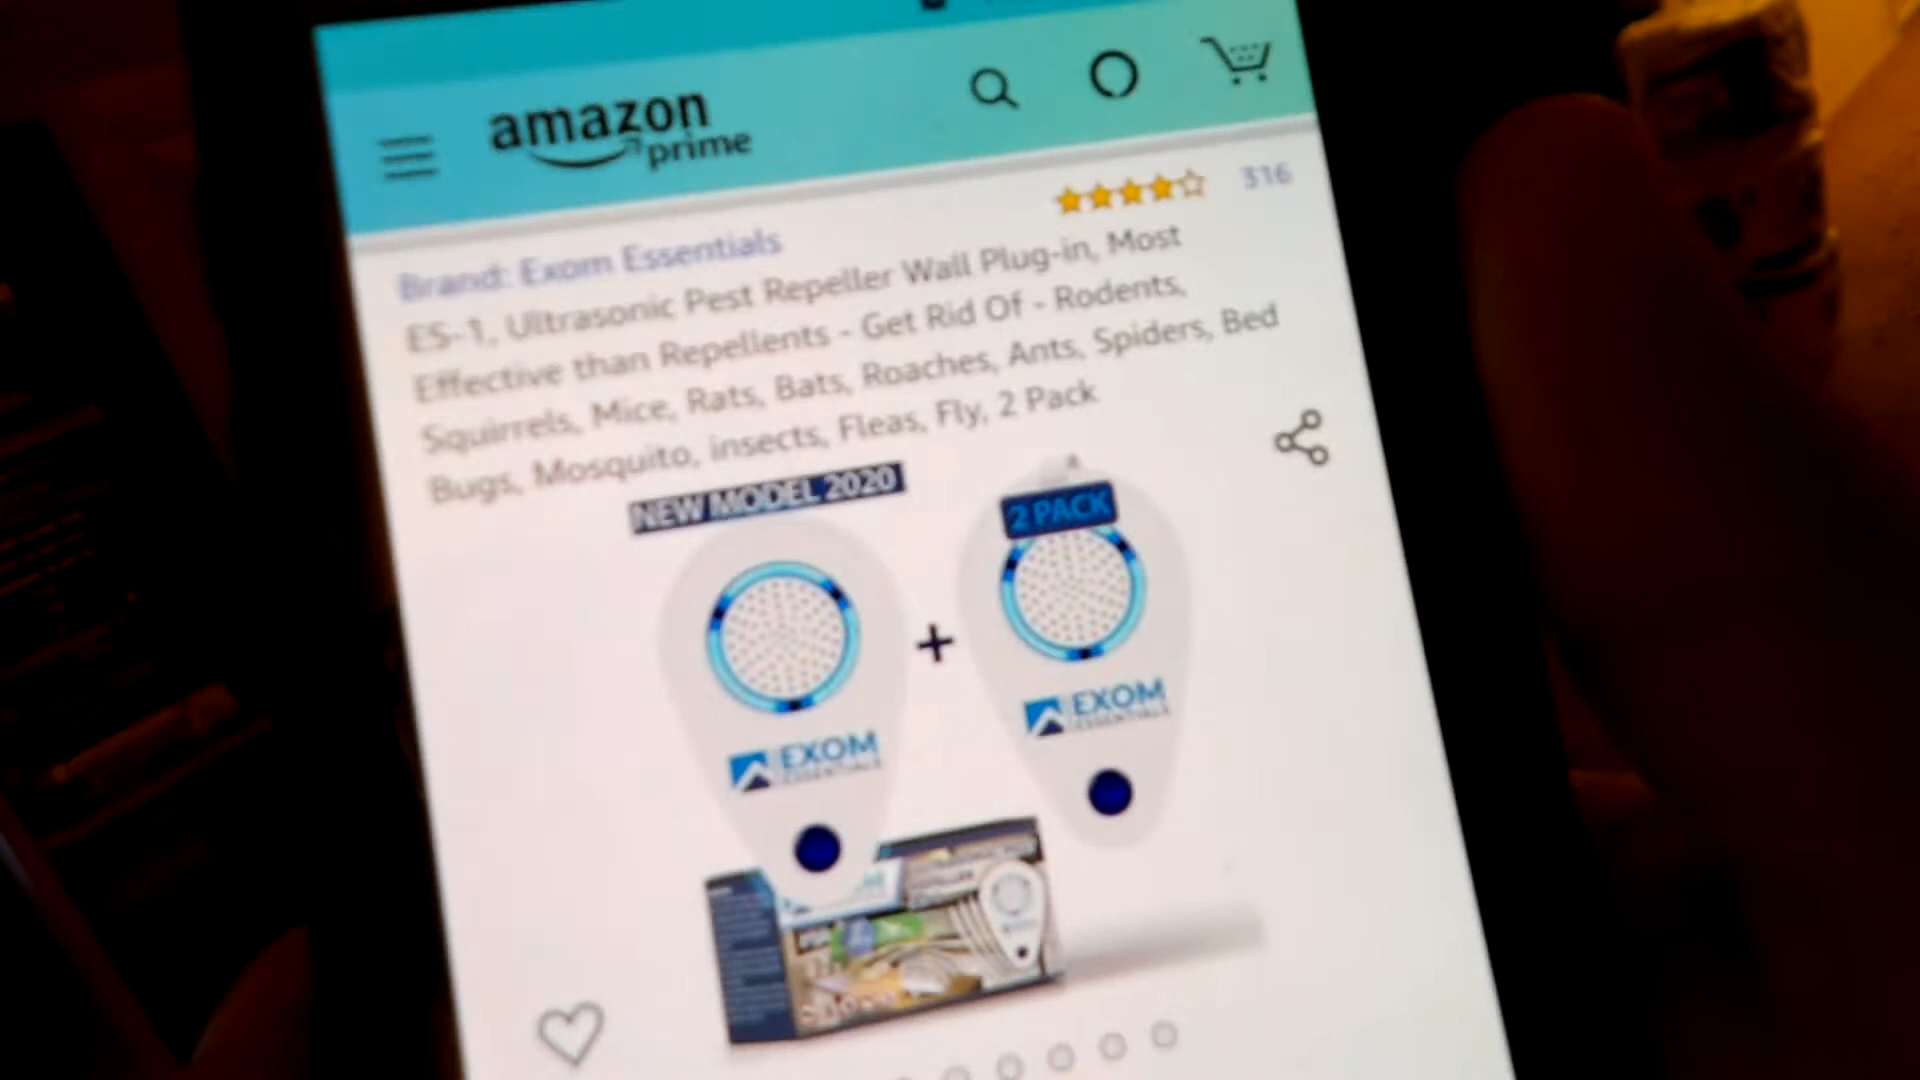 amazon
prime
316
Brand: Exom Essentials
ES-1, Ultrasonic Pest Repeller Wall Plug-in, Most
Effective than Repellents - Get Rid Of - Rodents,
Squirrels, Mice, Rats, Bats, Roaches, Ants, Spiders, Bed
Bugs, Mosquito, insects, Fleas, Fly, 2 Pack
NEW MODEL 2020
2 PACK
+
EXOM
ESSENTIALS
EXOM
ESSENTIALS